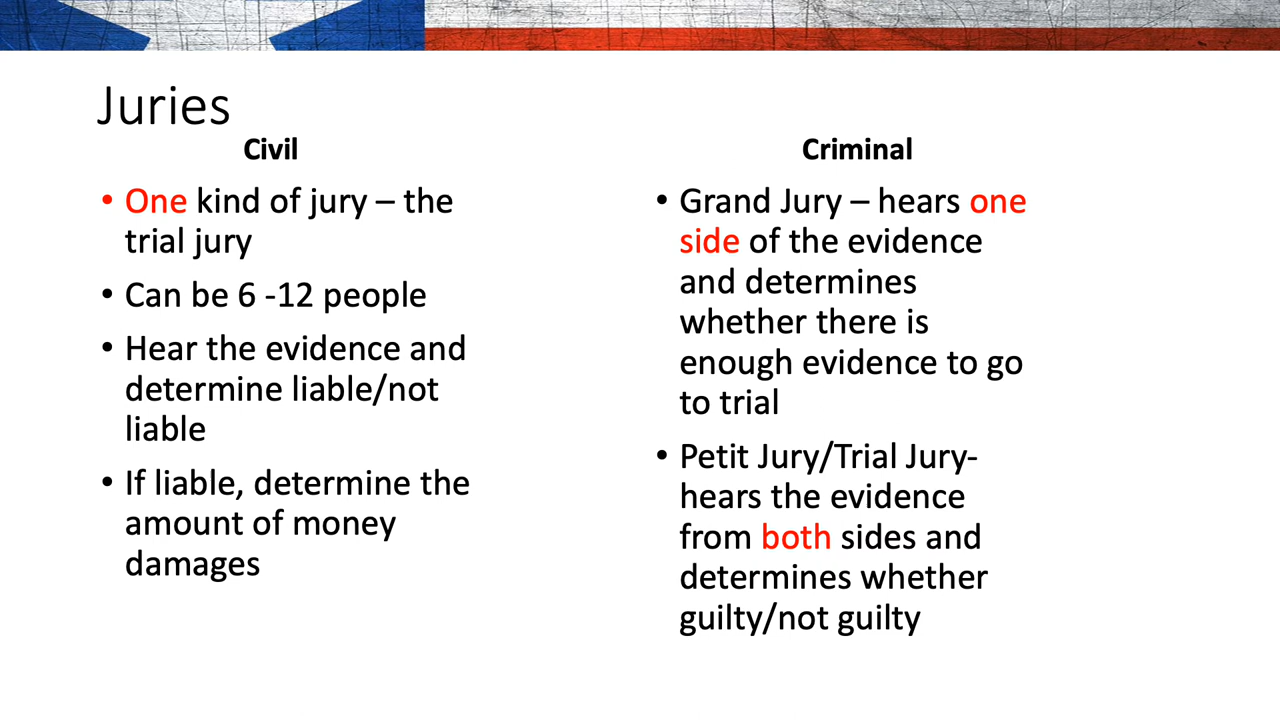 Juries
Civil
• One kind of jury – the
trial jury
• Can be 6 -12 people
• Hear the evidence and
determine liable/not
liable
• If liable, determine the
amount of money
damages
Criminal
• Grand Jury – hears one
side of the evidence
and determines
whether there is
enough evidence to go
to trial
• Petit Jury/Trial Jury-
hears the evidence
from both sides and
determines whether
guilty/not guilty